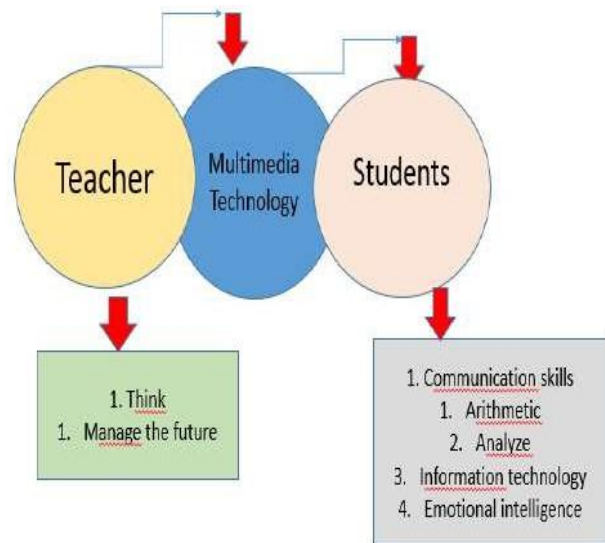 Teacher
Multimedia
Technology
Students
1. Think
1. Manage the future
1. Communication skills
1. Arithmetic
2. Analyze
3. Information technology
4. Emotional intelligence